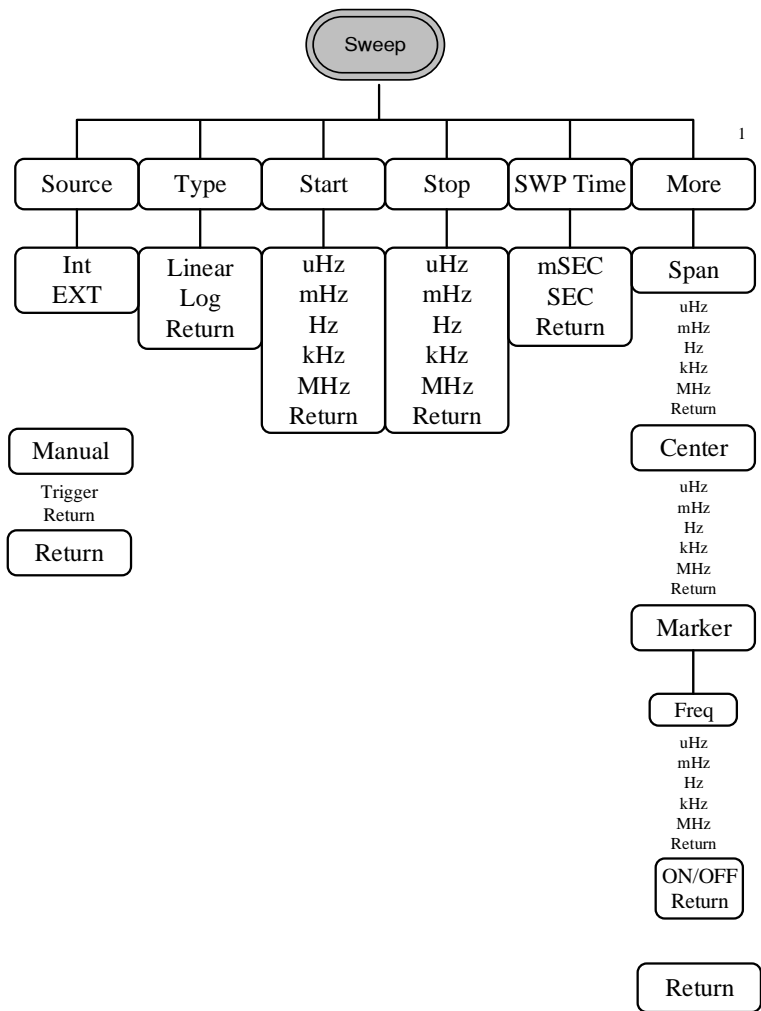 Sweep
1
Source
Type
Start
Stop
SWP Time
More
Int
EXT
Linear
Log
Return
uHz
mHz
Hz
kHz
MHz
Return
uHz
mHz
Hz
kHz
MHz
Return
mSEC
SEC
Return
Span
uHz
mHz
Hz
kHz
MHz
Return
Manual
Trigger
Return
Return
Center
uHz
mHz
Hz
kHz
MHz
Return
Marker
Freq
uHz
mHz
Hz
kHz
MHz
Return
ON/OFF
Return
Return